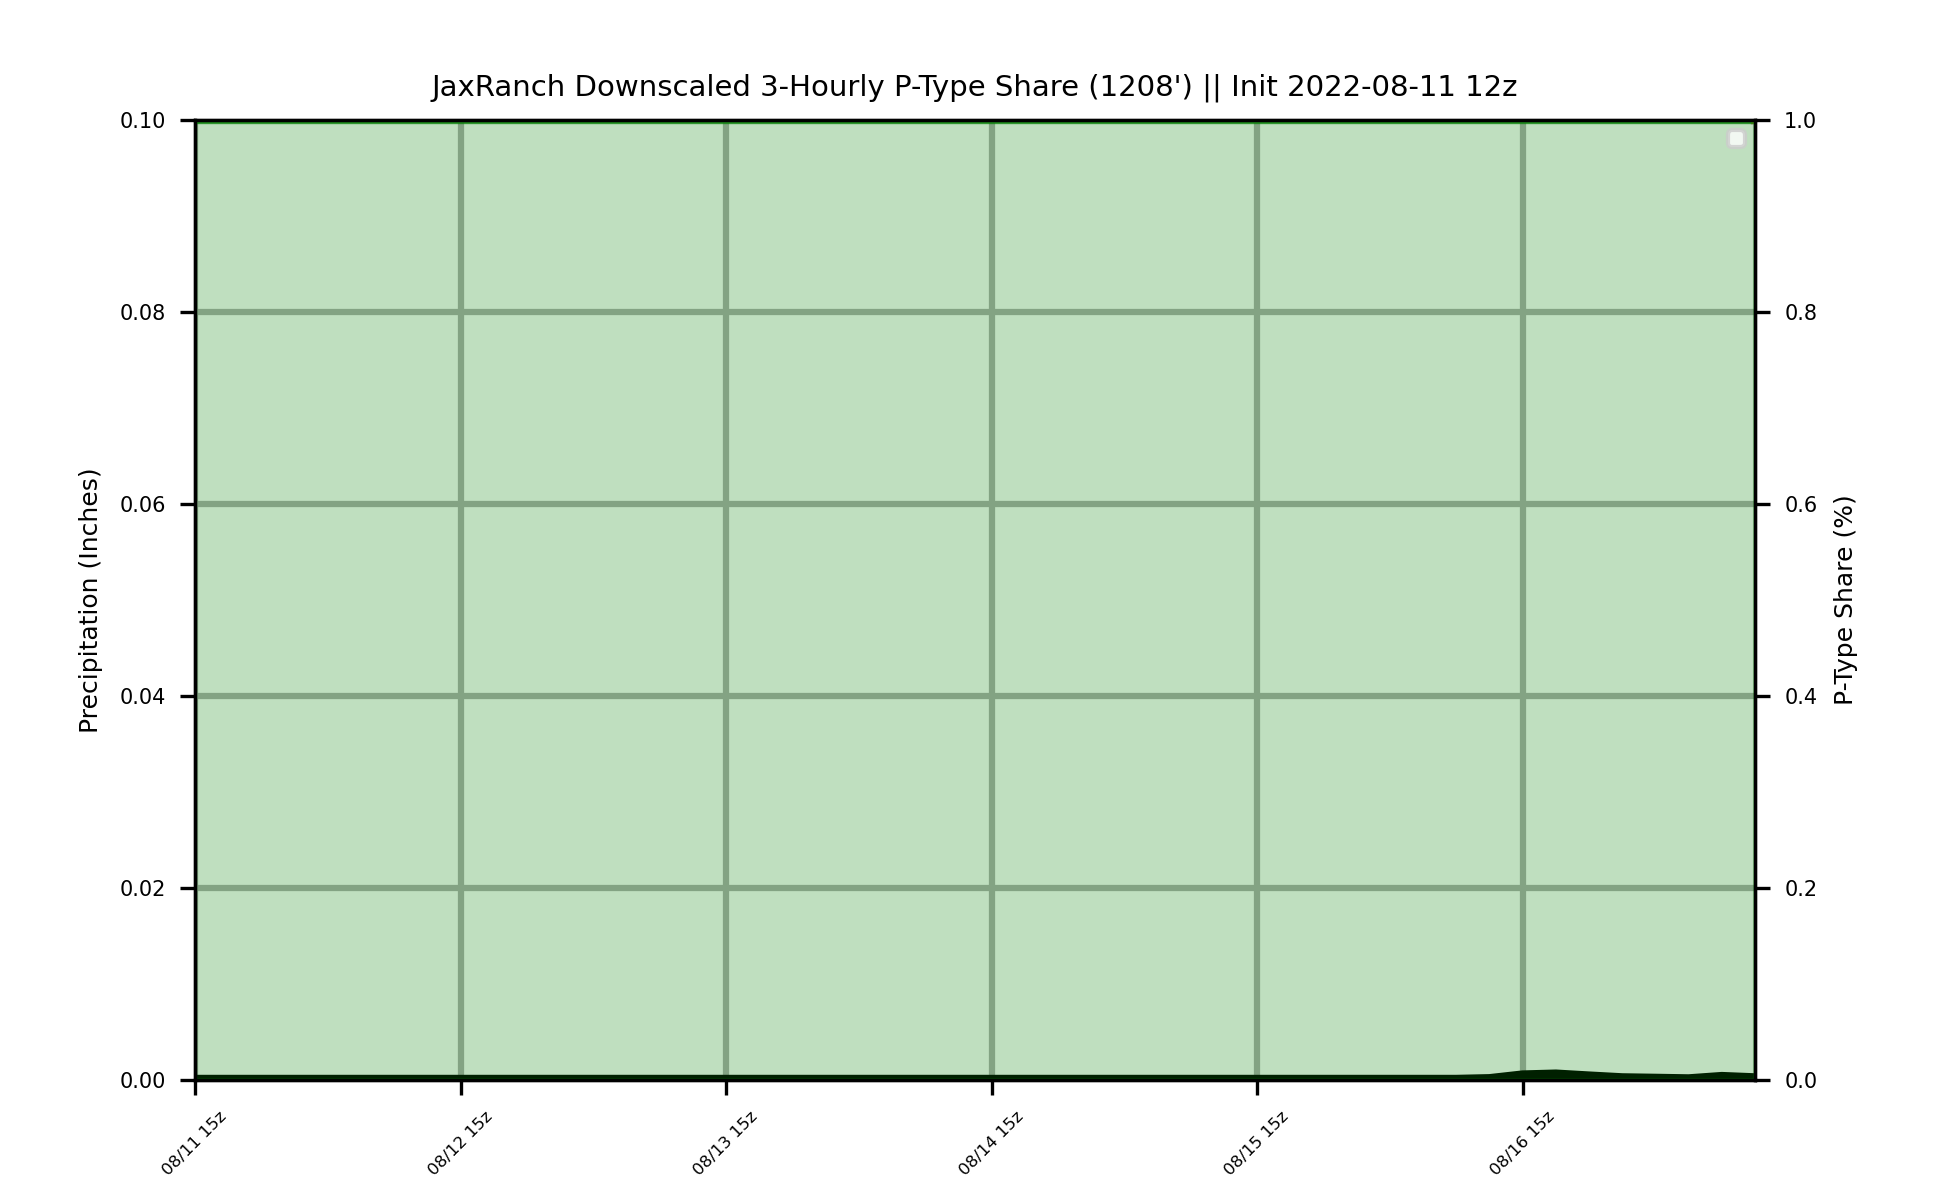 JaxRanch Downscaled 3-Hourly P-Type Share (1208') || Init 2022-08-11 12z
Precipitation (Inches)
0.10
0.08
0.06
0.04
0.02
0.00
1.0
0.8
0.6
0.4
0.2
0.0
P-Type Share (%)
08/11 15z
08/12 15z
08/13 15z
08/14 15z
08/15 15z
08/16 15z